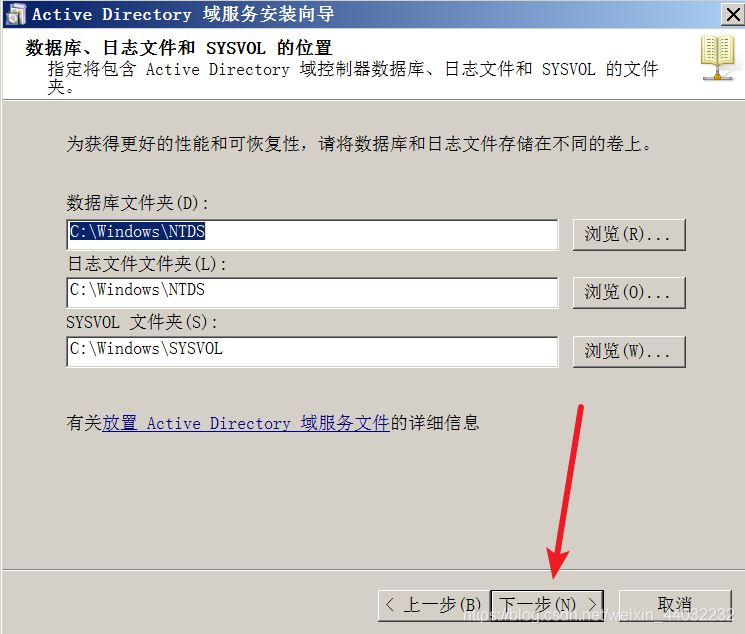 Active Directory 域服务安装向导
数据库、日志文件和 SYSVOL 的位置
指定将包含 Active Directory 域控制器数据库、日志文件和 SYSVOL 的文件
夹。
为获得更好的性能和可恢复性，请将数据库和日志文件存储在不同的卷上。
数据库文件夹(D):
C:\Windows\NTDS
浏览(R)...
日志文件文件夹(L):
C:\Windows\NTDS
浏览(O)...
SYSVOL 文件夹(S):
C:\Windows\SYSVOL
浏览(W)...
有关放置 Active Directory 域服务文件的详细信息
< 上一步(B) 下一步(N) > 取消
https://blog.csdn.net/weixin_44032232